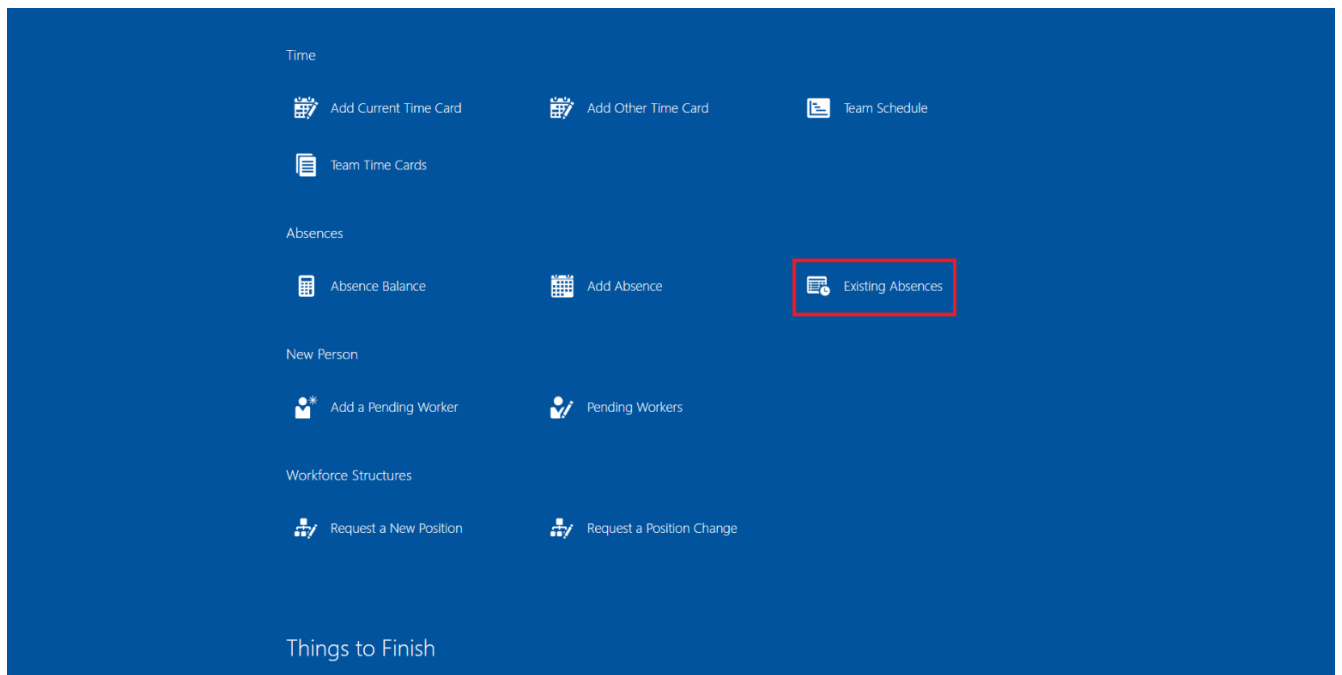 Time
Add Current Time Card
Add Other Time Card
Team Schedule
Team Time Cards
Absences
Absence Balance
Add Absence
Existing Absences
New Person
Add a Pending Worker
Pending Workers
Workforce Structures
Request a New Position
Request a Position Change
Things to Finish